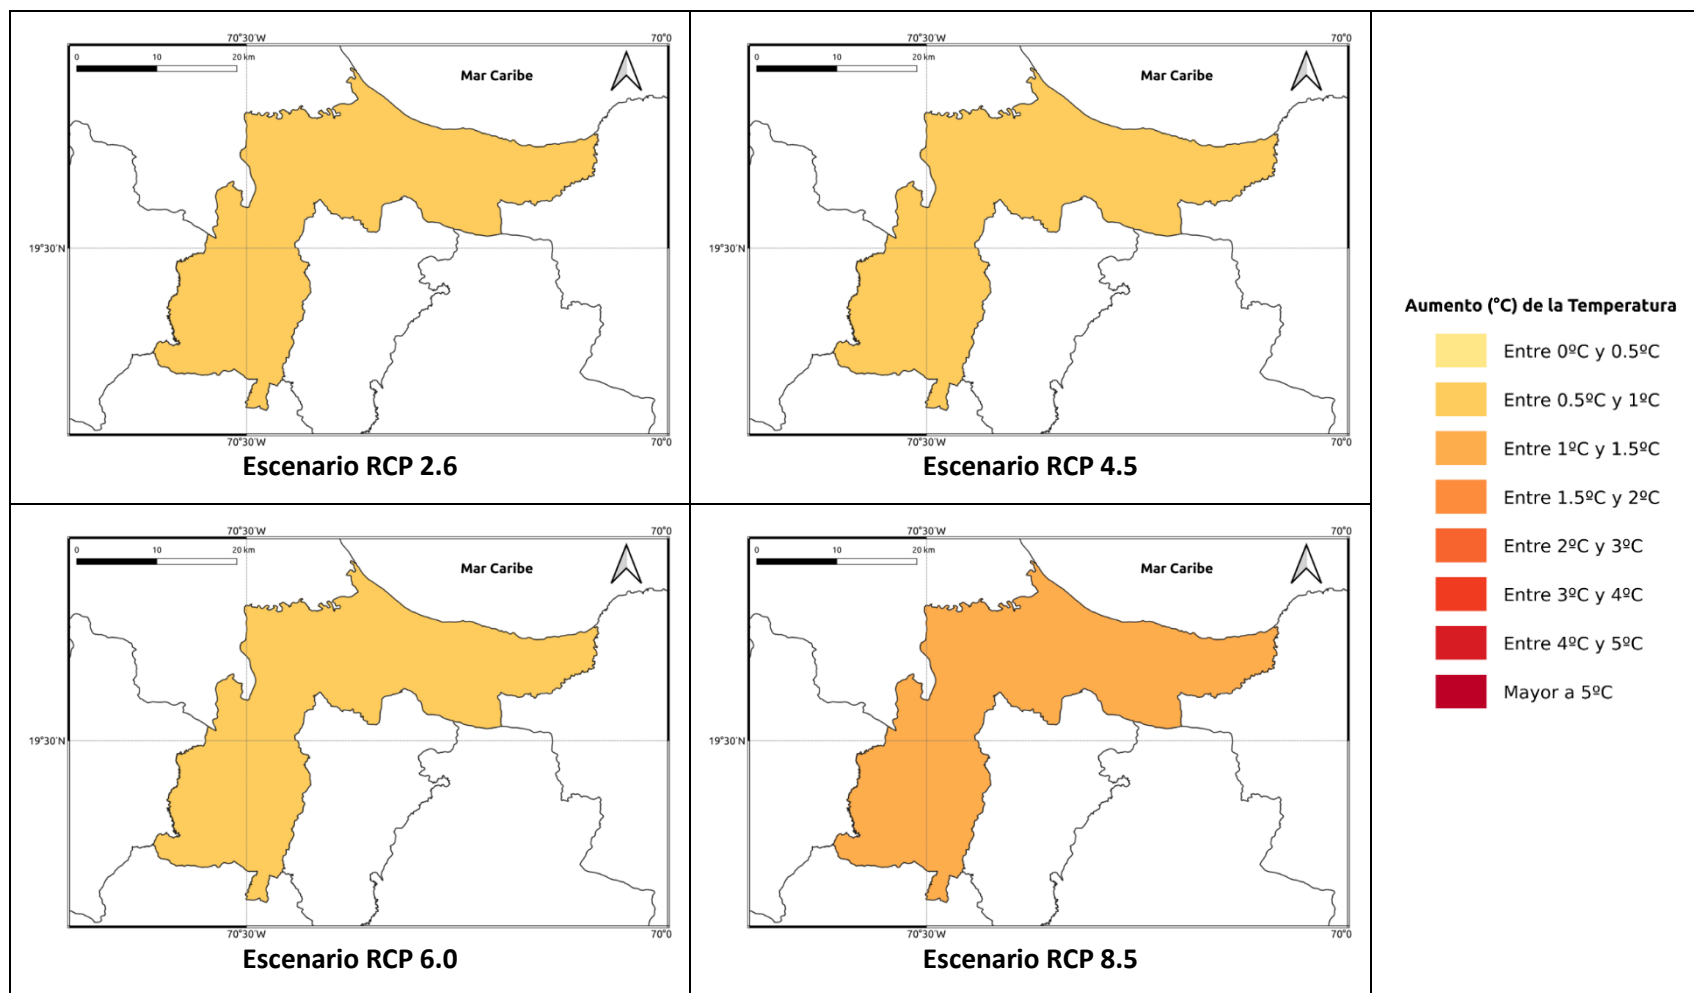 70°30´W
70°0
0 10 20 km
Mar Caribe
19°30´N
70°30´W
70°0
Escenario RCP 2.6
70°30´W
70°0
0 10 20 km
Mar Caribe
19°30´N
70°30´W
70°0
Escenario RCP 4.5
70°30´W
70°0
0 10 20 km
Mar Caribe
19°30´N
70°30´W
70°0
Escenario RCP 6.0
70°30´W
70°0
0 10 20 km
Mar Caribe
19°30´N
70°30´W
70°0
Escenario RCP 8.5
Aumento (°C) de la Temperatura
Entre 0ºC y 0.5ºC
Entre 0.5ºC y 1ºC
Entre 1ºC y 1.5ºC
Entre 1.5ºC y 2ºC
Entre 2ºC y 3ºC
Entre 3ºC y 4ºC
Entre 4ºC y 5ºC
Mayor a 5ºC